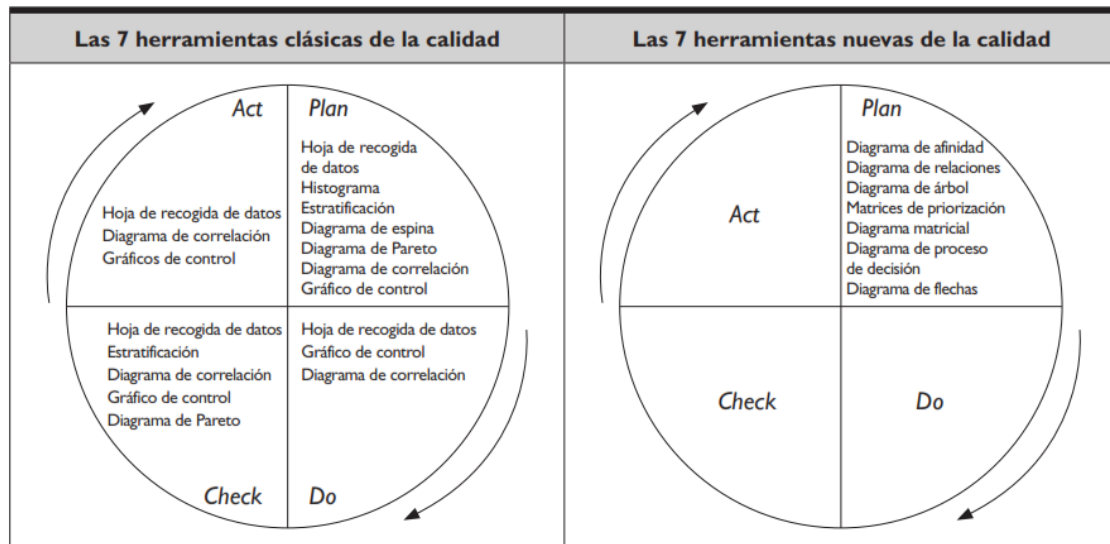 Las 7 herramientas clásicas de la calidad
Act
Plan
Hoja de recogida de datos
Diagrama de correlación
Gráficos de control
Hoja de recogida
de datos
Histograma
Estratificación
Diagrama de espina
Diagrama de Pareto
Diagrama de correlación
Gráfico de control
Hoja de recogida de datos
Estratificación
Diagrama de correlación
Gráfico de control
Diagrama de Pareto
Check
Hoja de recogida de datos
Gráfico de control
Diagrama de correlación
Do
Las 7 herramientas nuevas de la calidad
Act
Plan
Diagrama de afinidad
Diagrama de relaciones
Diagrama de árbol
Matrices de priorización
Diagrama matricial
Diagrama de proceso
de decisión
Diagrama de flechas
Check
Do